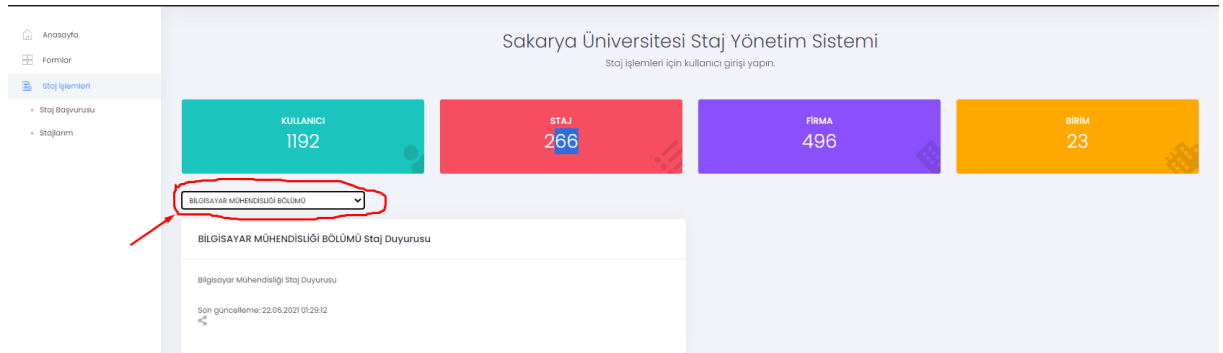 Anasayfa
Formlar
Staj İşlemleri
Staj Başvurusu
Stajlarım
Sakarya Üniversitesi Staj Yönetim Sistemi
Staj işlemleri için kullanıcı girişi yapın.
KULLANICI
1192
STAJ
266
FİRMA
496
BİRİM
23
BİLGİSAYAR MÜHENDİSLİĞİ BÖLÜMÜ
BİLGİSAYAR MÜHENDİSLİĞİ BÖLÜMÜ Staj Duyurusu
Bilgisayar Mühendisliği Staj Duyurusu
Son güncelleme: 22.06.2021 01:29:12